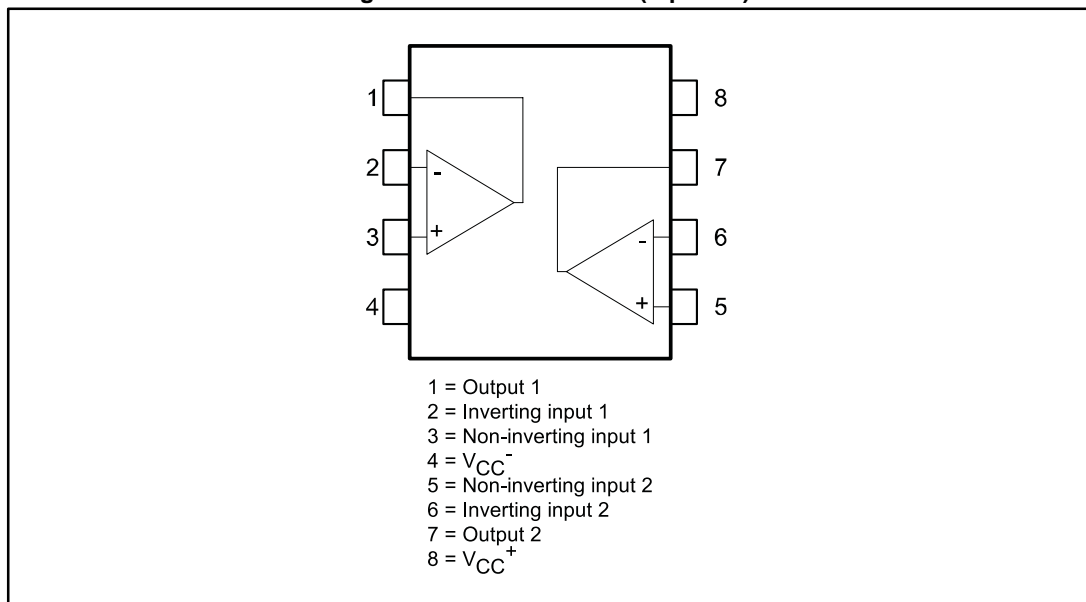 1
8
2
7
-
3
6
+
-
4
5
+
1 = Output 1
2 = Inverting input 1
3 = Non-inverting input 1
4 = VCC-
5 = Non-inverting input 2
6 = Inverting input 2
7 = Output 2
8 = VCC+